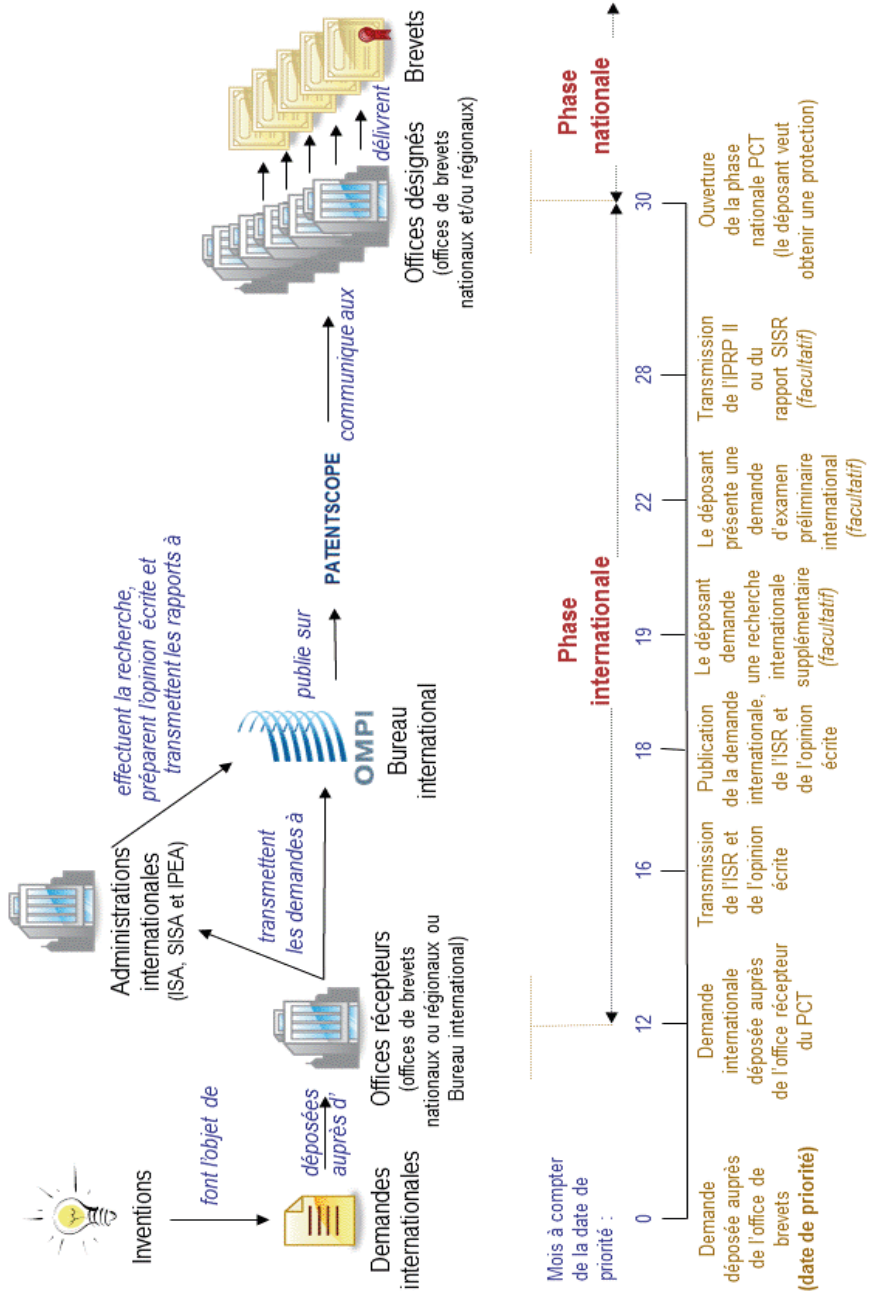 Inventions
font l'objet de
Demandes
internationales
déposées
auprès d'
Offices récepteurs
(offices de brevets
nationaux ou régionaux ou
Bureau international)
transmettent
les demandes à
Administrations
internationales
(ISA, SISA et IPEA)
effectuent la recherche,
préparent l'opinion écrite et
transmettent les rapports à
OMPI
Bureau
international
publie sur
PATENTSCOPE
communique aux
Offices désignés
(offices de brevets
nationaux et/ou régionaux)
délivrent
Brevets
Mois à compter
de la date de
priorité :
Phase
internationale
Phase
nationale
0
12
16
18
19
22
28
30
Demande
déposée auprès
de l'office de
brevets
(date de priorité)
Demande
internationale
déposée auprès
de l'office récepteur
du PCT
Transmission
de l'ISR et
de l'opinion
écrite
Publication
de la demande
internationale,
de l'ISR et
de l'opinion
écrite
Le déposant
demande
une recherche
internationale
supplémentaire
(facultatif)
Le déposant
présente une
demande
d'examen
préliminaire
international
(facultatif)
Transmission
de l'IPRP II
ou du
rapport SISR
(facultatif)
Ouverture
de la phase
nationale PCT
(le déposant veut
obtenir une protection)